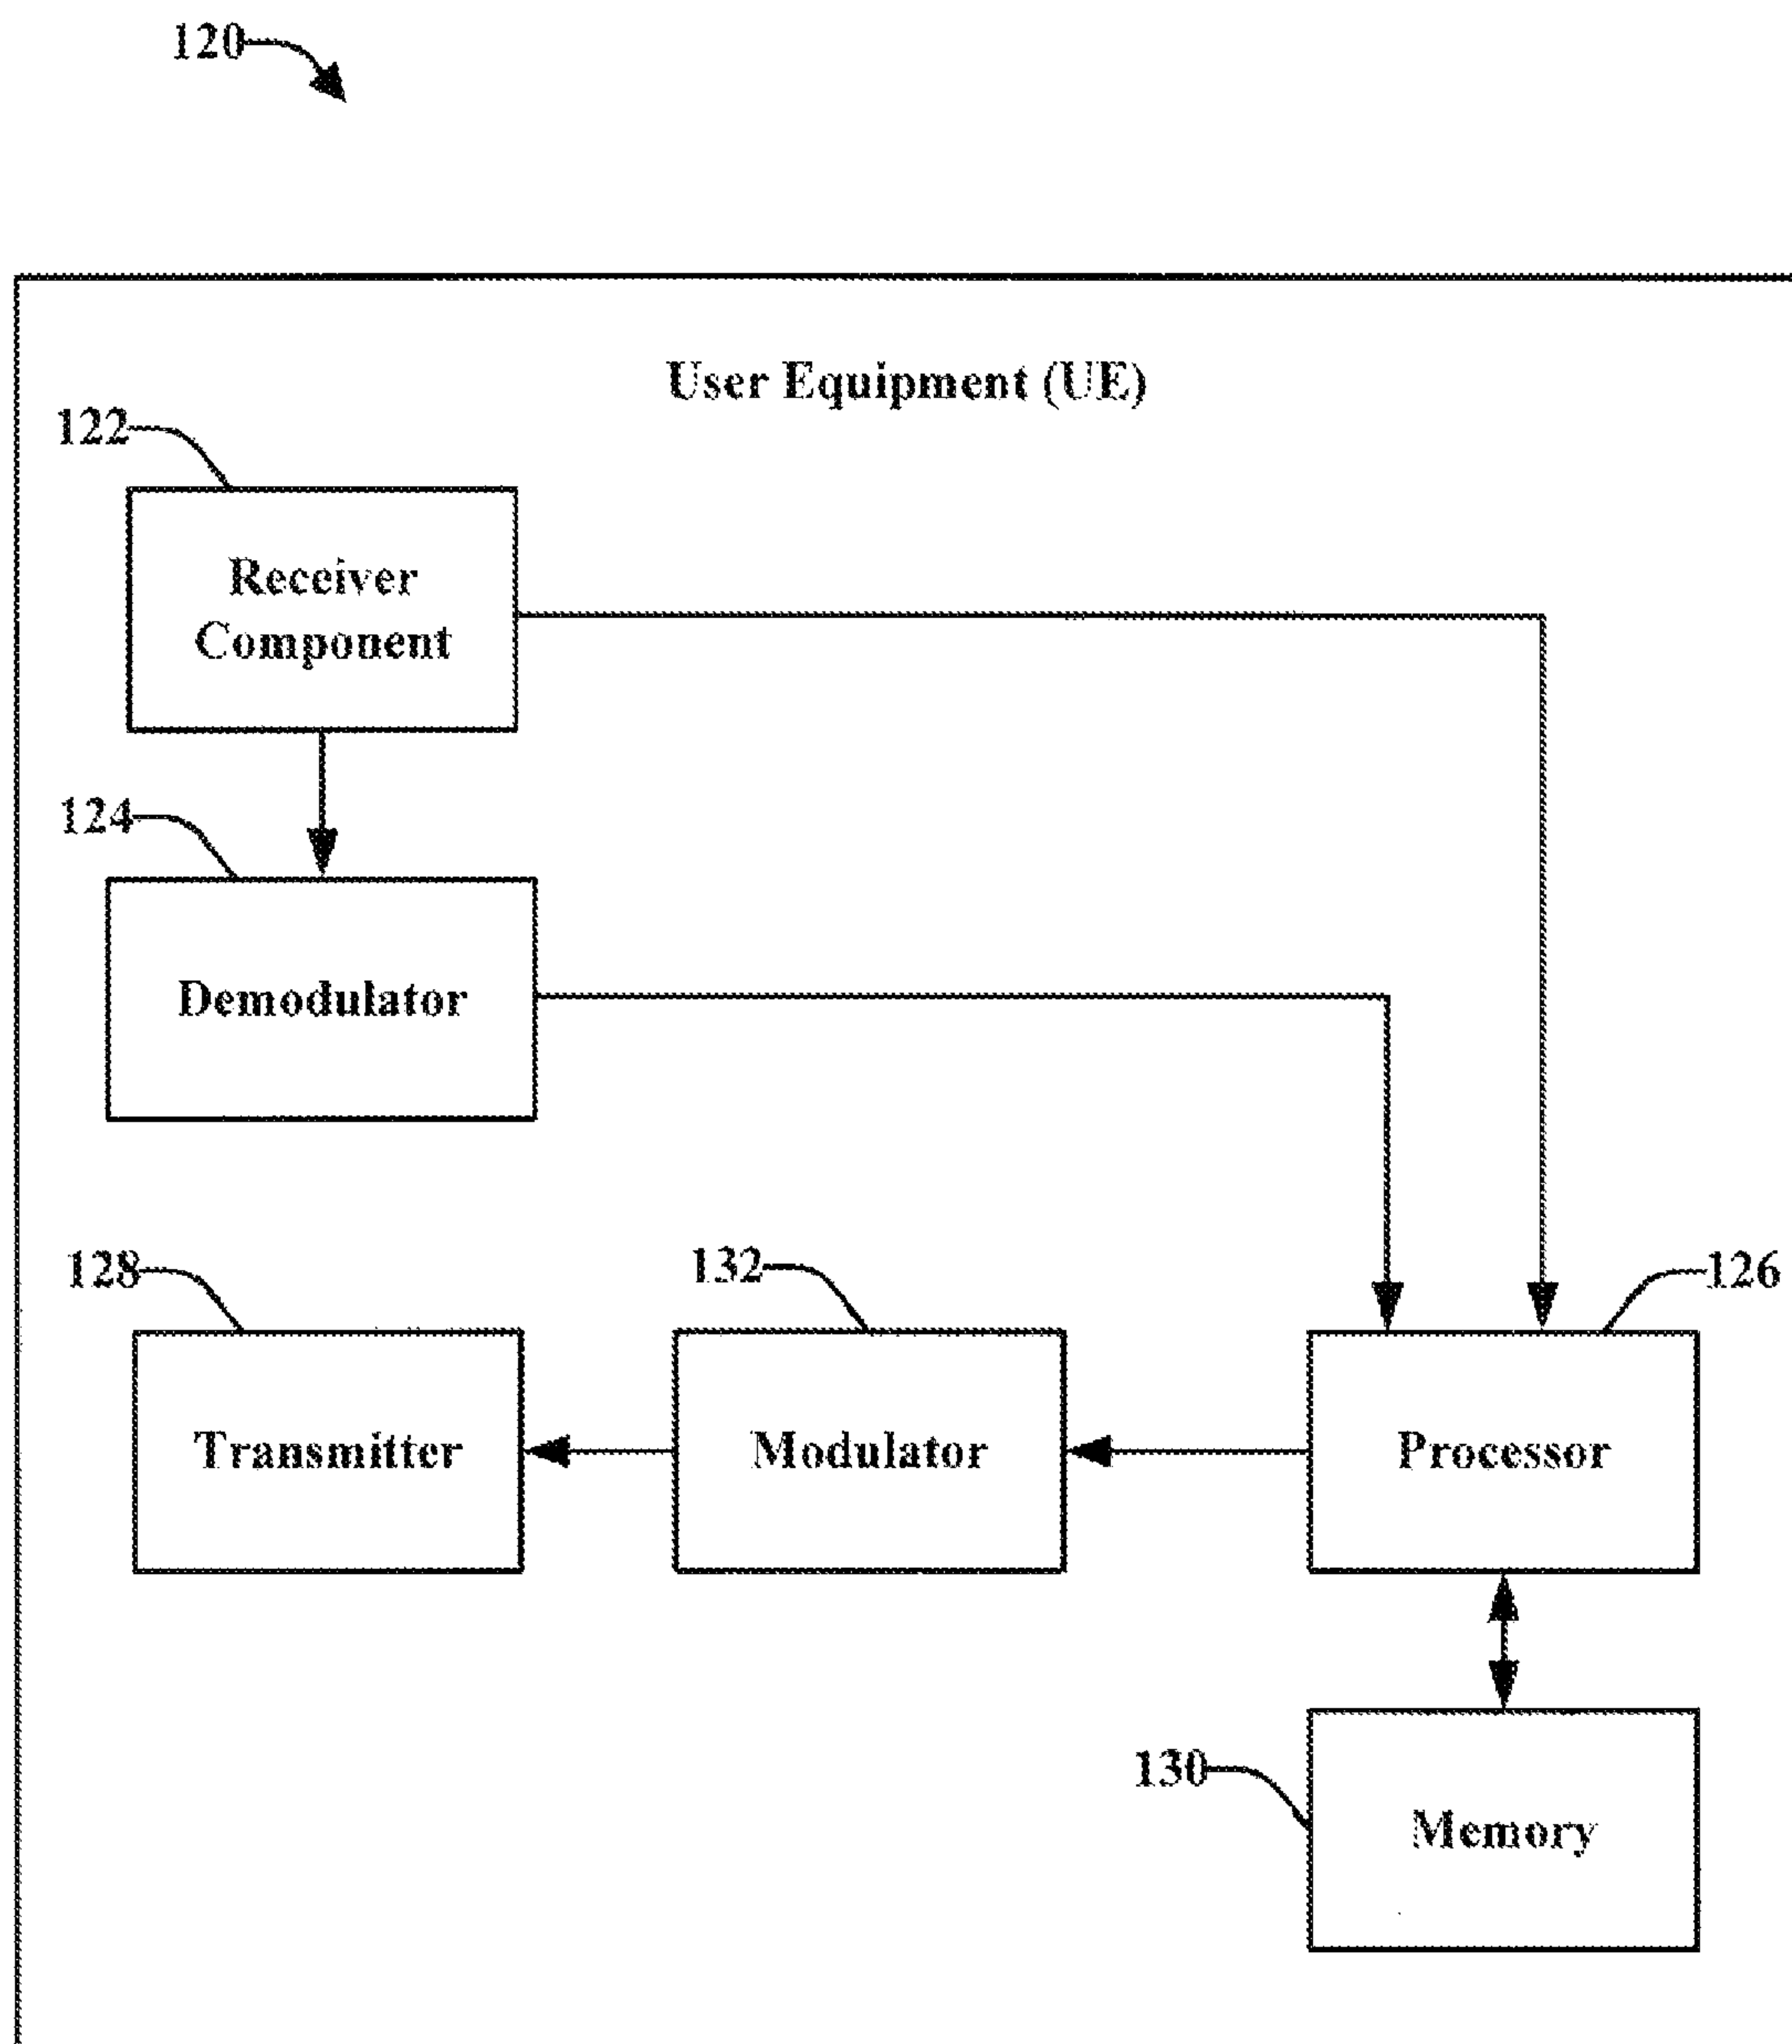 120
User Equipment (UE)
122
Receiver
Component
124
Demodulator
128
132
126
Transmitter
Modulator
Processor
130
Memory